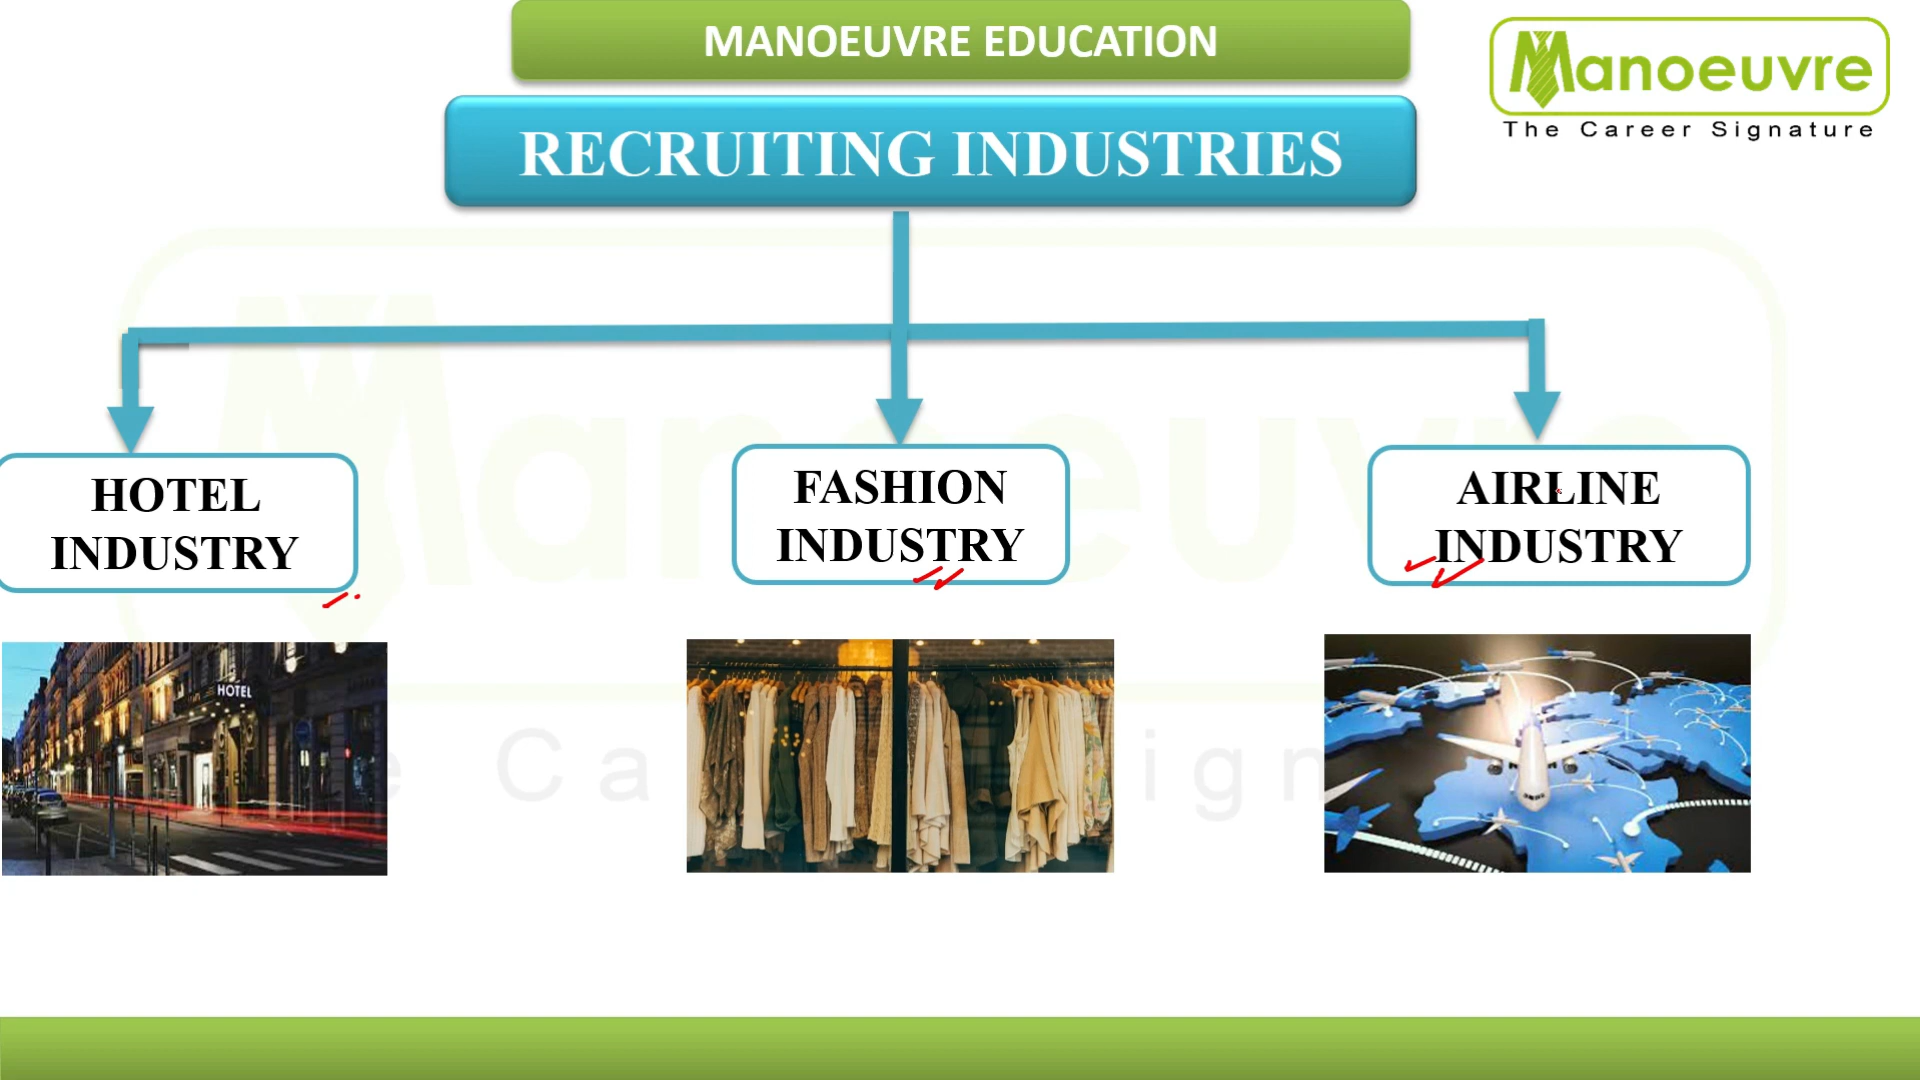 MANOEUVRE EDUCATION
Manoeuvre
The Career Signature
RECRUITING INDUSTRIES
HOTEL
INDUSTRY
FASHION
INDUSTRY
AIRLINE
INDUSTRY
HOTEL